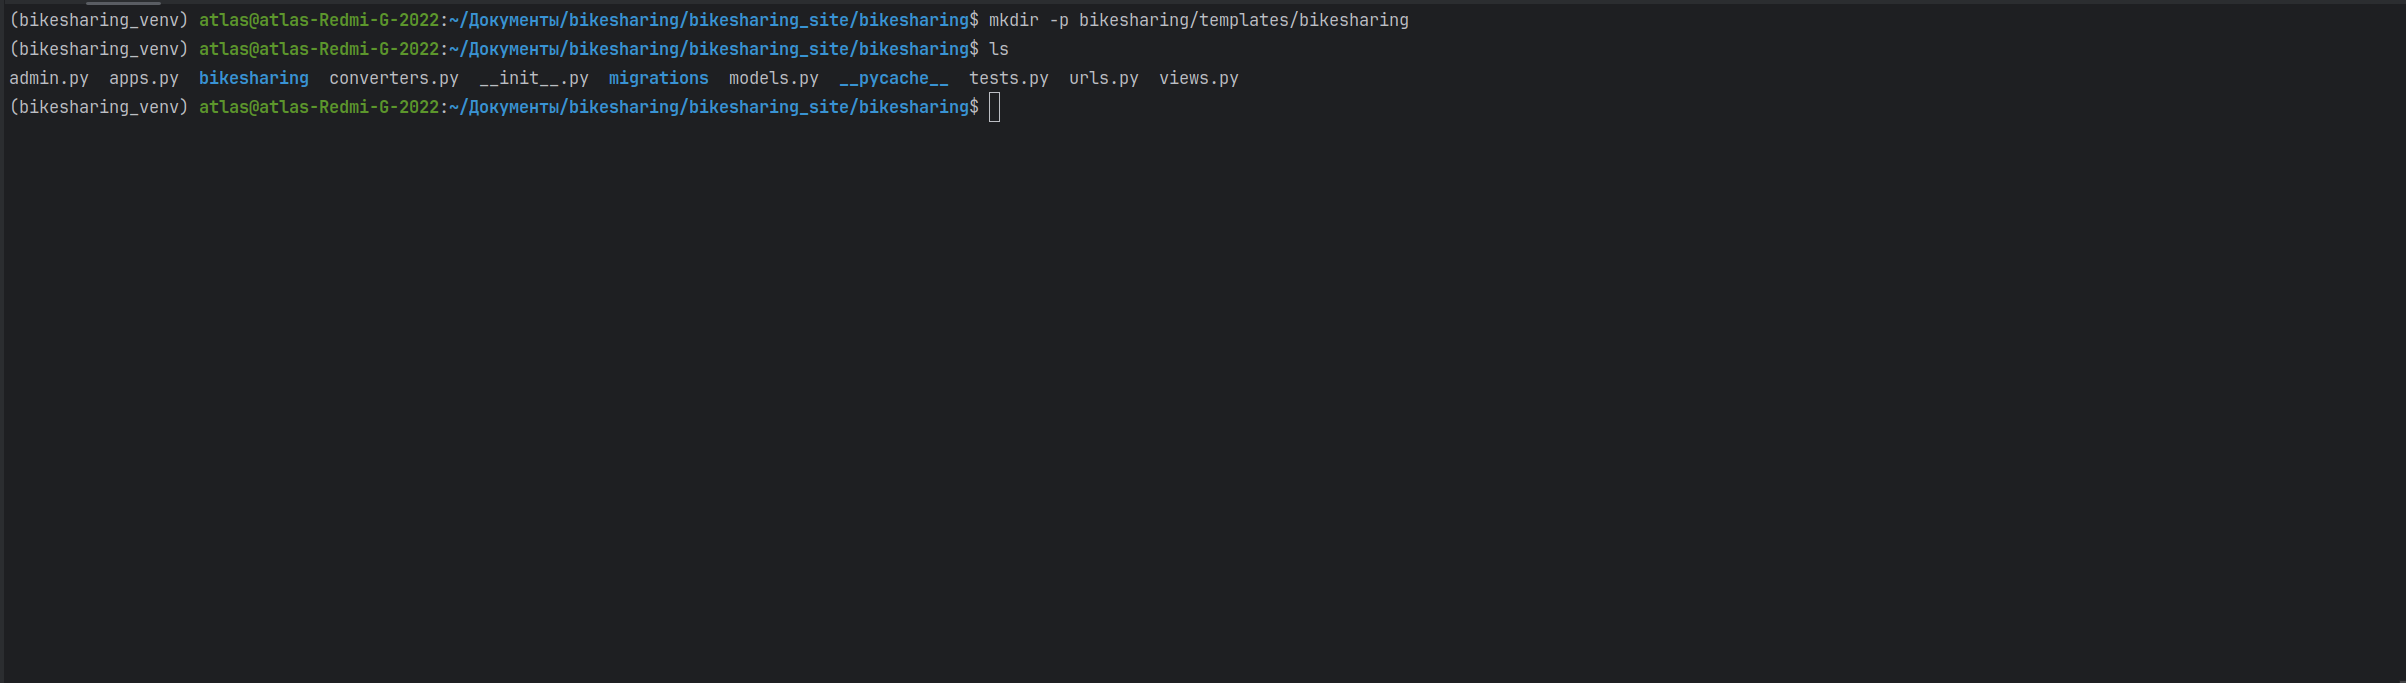 (bikesharing_venv) atlas@atlas-Redmi-G-2022:~/Документы/bikesharing/bikesharing_site/bikesharing$ mkdir -p bikesharing/templates/bikesharing
(bikesharing_venv) atlas@atlas-Redmi-G-2022:~/Документы/bikesharing/bikesharing_site/bikesharing$ ls
admin.py  apps.py  bikesharing  converters.py  __init__.py  migrations  models.py  __pycache__  tests.py  urls.py  views.py
(bikesharing_venv) atlas@atlas-Redmi-G-2022:~/Документы/bikesharing/bikesharing_site/bikesharing$